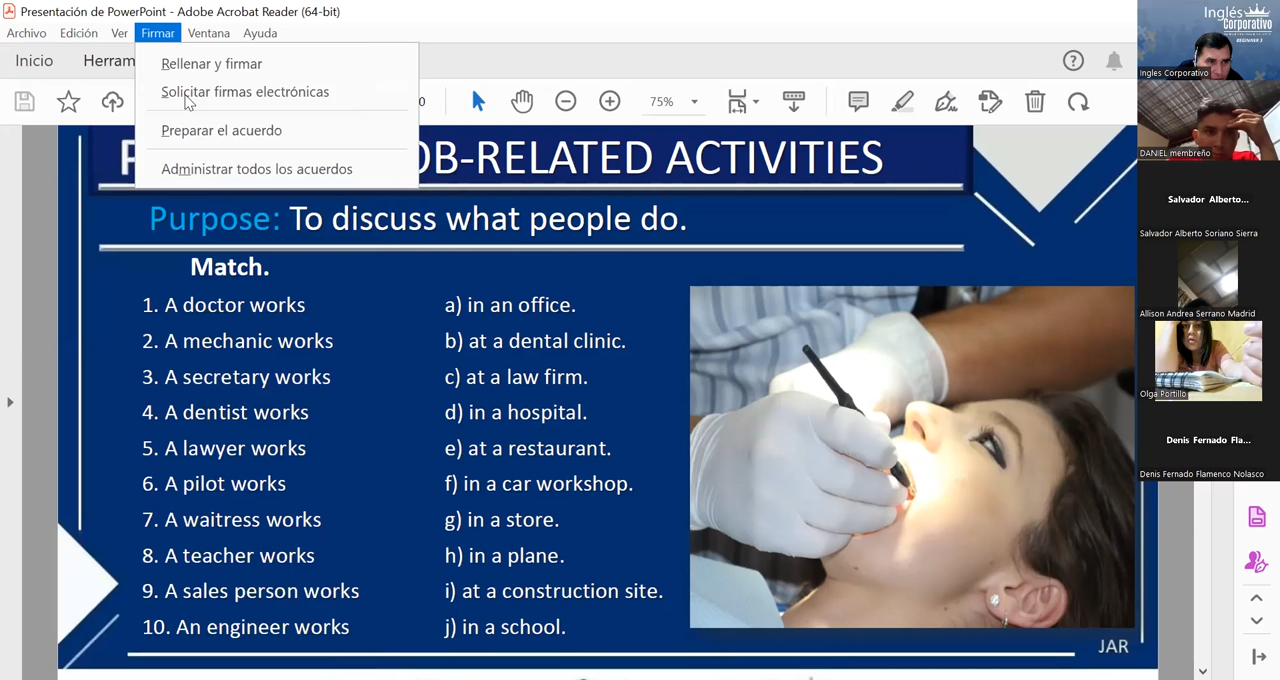 Presentación de PowerPoint - Adobe Acrobat Reader (64-bit)
Archivo Edición Ver Firmar Ventana Ayuda
Inicio Herram
Rellenar y firmar
Solicitar firmas electrónicas
Preparar el acuerdo
Administrar todos los acuerdos
0
75%
OB-RELATED ACTIVITIES
Purpose: To discuss what people do.
Match.
1. A doctor works
2. A mechanic works
3. A secretary works
4. A dentist works
5. A lawyer works
6. A pilot works
7. A waitress works
8. A teacher works
9. A sales person works
10. An engineer works
a) in an office.
b) at a dental clinic.
c) at a law firm.
d) in a hospital.
e) at a restaurant.
f) in a car workshop.
g) in a store.
h) in a plane.
i) at a construction site.
j) in a school.
JAR
Inglés
Corporativo
BEGINNER 3
Ingles Corporativo
DANIEL membreño
Salvador Alberto...
Salvador Alberto Soriano Sierra
Allison Andrea Serrano Madrid
Olga Portillo
Denis Fernado Fla...
Denis Fernado Flamenco Nolasco